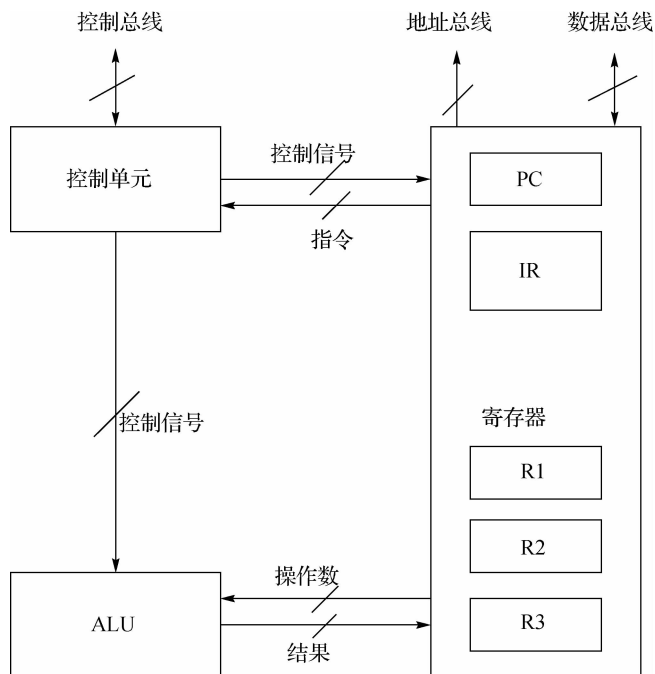 控制总线
地址总线
数据总线
控制单元
控制信号
指令
PC
IR
控制信号
寄存器
R1
R2
R3
ALU
操作数
结果